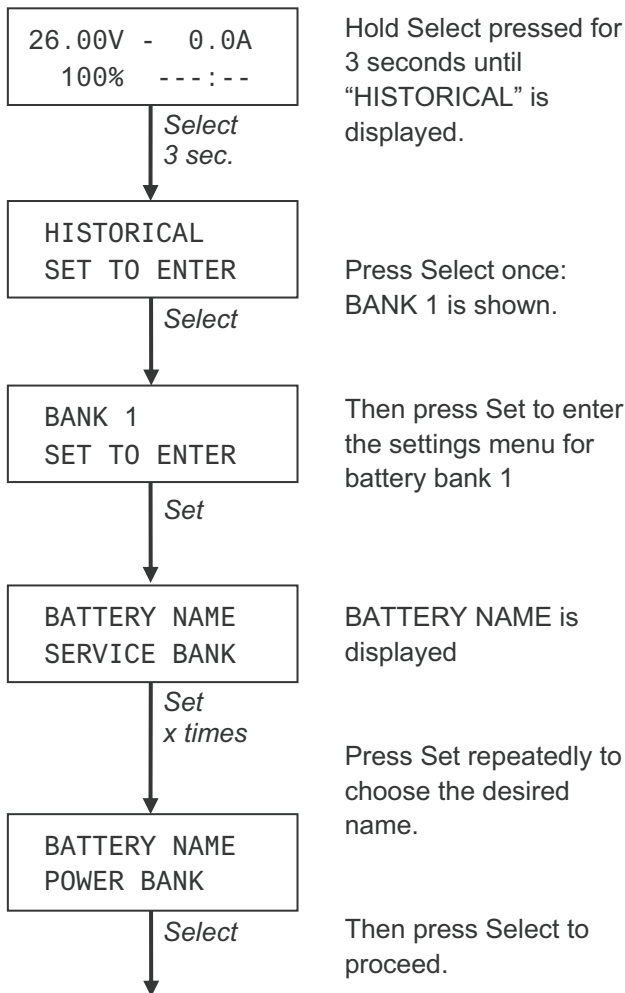 26.00V - 0.0A
100% ---:--
Hold Select pressed for
3 seconds until
“HISTORICAL” is
displayed.
Select
3 sec.
HISTORICAL
SET TO ENTER
Press Select once:
BANK 1 is shown.
Select
BANK 1
SET TO ENTER
Then press Set to enter
the settings menu for
battery bank 1
Set
BATTERY NAME
SERVICE BANK
BATTERY NAME is
displayed
Set
x times
Press Set repeatedly to
choose the desired
name.
BATTERY NAME
POWER BANK
Select
Then press Select to
proceed.